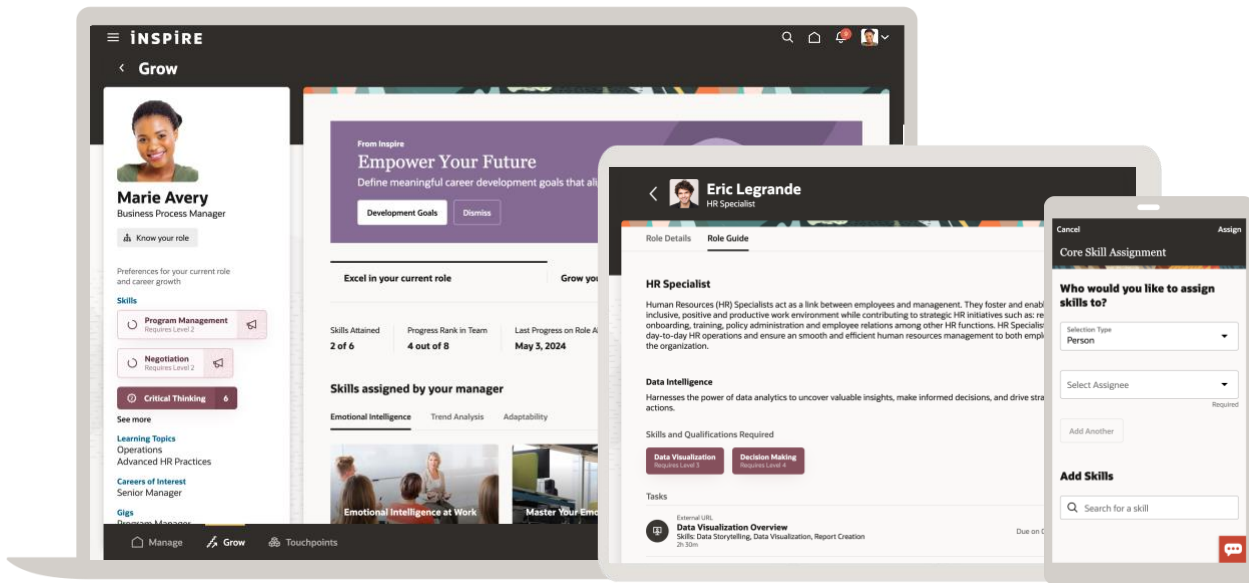 iNSPiRE
Grow
Marie Avery
Business Process Manager
Know your role
Preferences for your current role
and career growth
Skills
Program Management
Requires Level 2
Negotiation
Requires Level 2
Critical Thinking 6
See more
Learning Topics
Operations
Advanced HR Practices
Careers of Interest
Senior Manager
Gigs
Program Manager
From Inspire
Empower Your Future
Define meaningful career development goals that ali
Development Goals Dismiss
Excel in your current role Grow you
Skills Attained Progress Rank in Team Last Progress on Role A
2 of 6 4 out of 8 May 3, 2024
Skills assigned by your manager
Emotional Intelligence Trend Analysis Adaptability
Emotional Intelligence at Work Master Your Emo
Manage Grow Touchpoints
Eric Legrande
HR Specialist
Role Details Role Guide
HR Specialist
Human Resources (HR) Specialists act as a link between employees and management. They foster and enabl
inclusive, positive and productive work environment while contributing to strategic HR initiatives such as: re
onboarding, training, policy administration and employee relations among other HR functions. HR Specialis
day-to-day HR operations and ensure an smooth and efficient human resources management to both empl
the organization.
Data Intelligence
Harnesses the power of data analytics to uncover valuable insights, make informed decisions, and drive stra
actions.
Skills and Qualifications Required
Data Visualization Decision Making
Requires Level 3 Requires Level 4
Tasks
External URL
Data Visualization Overview
Skills: Data Storytelling, Data Visualization, Report Creation
2h 30m
Due on
Cancel Assign
Core Skill Assignment
Who would you like to assign
skills to?
Selection Type
Person
Select Assignee
Required
Add Another
Add Skills
Search for a skill